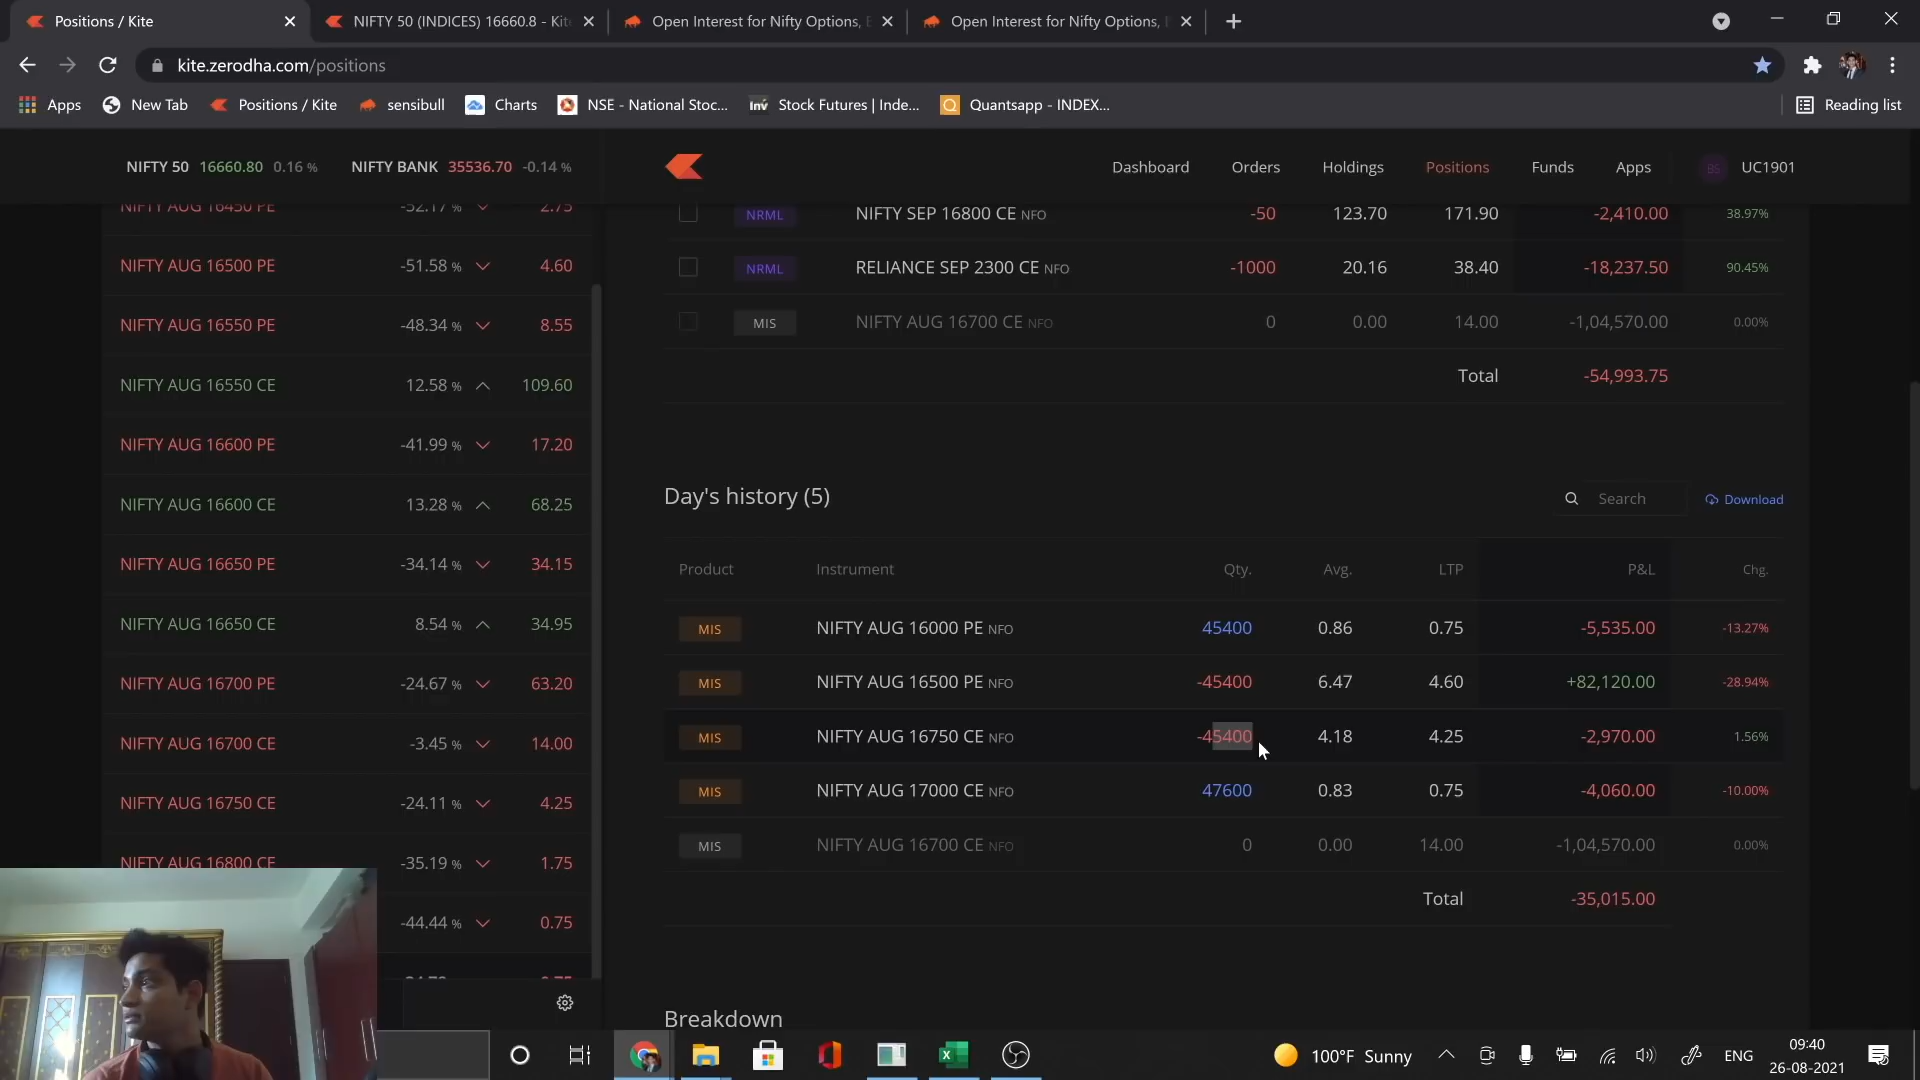 Positions / Kite
NIFTY 50 (INDICES) 16660.8 - Kite
Open Interest for Nifty Options,
Open Interest for Nifty Options,
kite.zerodha.com/positions
Apps
New Tab
Positions / Kite
sensibull
Charts
NSE - National Stoc...
Stock Futures | Inde...
Quantsapp - INDEX...
Reading list
NIFTY 50 16660.80 0.16 %
NIFTY BANK 35536.70 -0.14 %
Dashboard Orders Holdings Positions Funds Apps BS UC1901
NIFTY AUG 16450 PE -52.17 % 2.75
NIFTY AUG 16500 PE -51.58 % 4.60
NIFTY AUG 16550 PE -48.34 % 8.55
NIFTY AUG 16550 CE 12.58 % 109.60
NIFTY AUG 16600 PE -41.99 % 17.20
NIFTY AUG 16600 CE 13.28 % 68.25
NIFTY AUG 16650 PE -34.14 % 34.15
NIFTY AUG 16650 CE 8.54 % 34.95
NIFTY AUG 16700 PE -24.67 % 63.20
NIFTY AUG 16700 CE -3.45 % 14.00
NIFTY AUG 16750 CE -24.11 % 4.25
NIFTY AUG 16800 CE -35.19 % 1.75
-44.44 % 0.75
NRML NIFTY SEP 16800 CE NFO -50 123.70 171.90 -2,410.00 38.97%
NRML RELIANCE SEP 2300 CE NFO -1000 20.16 38.40 -18,237.50 90.45%
MIS NIFTY AUG 16700 CE NFO 0 0.00 14.00 -1,04,570.00 0.00%
Total -54,993.75
Day's history (5)
Search
Download
Product Instrument Qty. Avg. LTP P&L Chg.
MIS NIFTY AUG 16000 PE NFO 45400 0.86 0.75 -5,535.00 -13.27%
MIS NIFTY AUG 16500 PE NFO -45400 6.47 4.60 +82,120.00 -28.94%
MIS NIFTY AUG 16750 CE NFO -45400 4.18 4.25 -2,970.00 1.56%
MIS NIFTY AUG 17000 CE NFO 47600 0.83 0.75 -4,060.00 -10.00%
MIS NIFTY AUG 16700 CE NFO 0 0.00 14.00 -1,04,570.00 0.00%
Total -35,015.00
Breakdown
100°F Sunny
ENG
09:40
26-08-2021